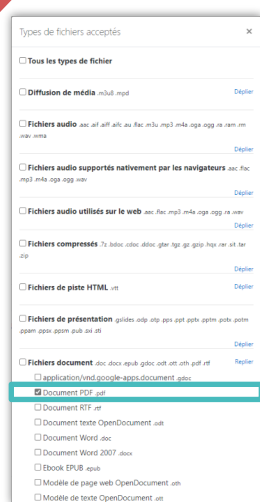 Types de fichiers acceptés ×
Tous les types de fichier
Diffusion de média .m3u8 .mpd Déplier
Fichiers audio .aac .aif .aiff .aifc .au .flac .m3u .mp3 .m4a .oga .ogg .ra .ram .rm
.wav .wma
Déplier
Fichiers audio supportés nativement par les navigateurs .aac .flac
.mp3 .m4a .oga .ogg .wav
Déplier
Fichiers audio utilisés sur le web .aac .flac .mp3 .m4a .oga .ogg .ra .wav
Déplier
Fichiers compressés .7z .bdoc .cdoc .ddoc .gtar .tgz .gz .gzip .hqx .rar .sit .tar
.zip
Déplier
Fichiers de piste HTML .vtt Déplier
Fichiers de présentation .gslides .odp .otp .pps .ppt .pptx .pptm .potx .potm
.ppam .ppsx .ppsm .pub .sxi .sti
Déplier
Fichiers document .doc .docx .epub .gdoc .odt .ott .oth .pdf .rtf Replier
application/vnd.google-apps.document .gdoc
Document PDF .pdf
Document RTF .rtf
Document texte OpenDocument .odt
Document Word .doc
Document Word 2007 .docx
Ebook EPUB .epub
Modèle de page web OpenDocument .oth
Modèle de texte OpenDocument .ott